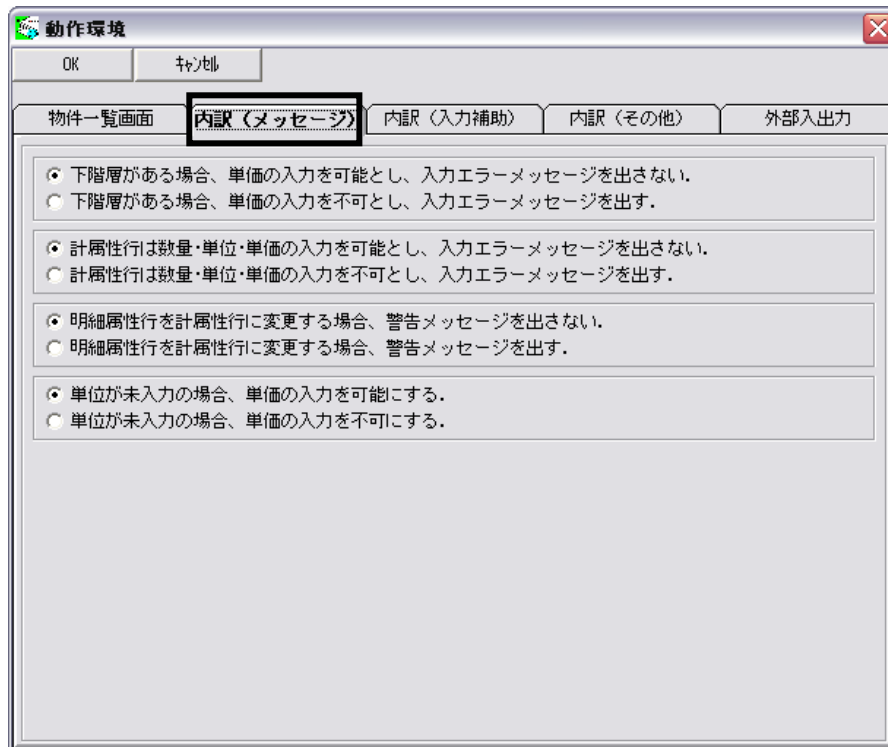 動作環境
OK ｷｬﾝｾﾙ
物件一覧画面 内訳（メッセージ） 内訳（入力補助） 内訳（その他） 外部入出力
下階層がある場合、単価の入力を可能とし、入力エラーメッセージを出さない．
下階層がある場合、単価の入力を不可とし、入力エラーメッセージを出す．
計属性行は数量･単位･単価の入力を可能とし、入力エラーメッセージを出さない．
計属性行は数量･単位･単価の入力を不可とし、入力エラーメッセージを出す．
明細属性行を計属性行に変更する場合、警告メッセージを出さない．
明細属性行を計属性行に変更する場合、警告メッセージを出す．
単位が未入力の場合、単価の入力を可能にする．
単位が未入力の場合、単価の入力を不可にする．